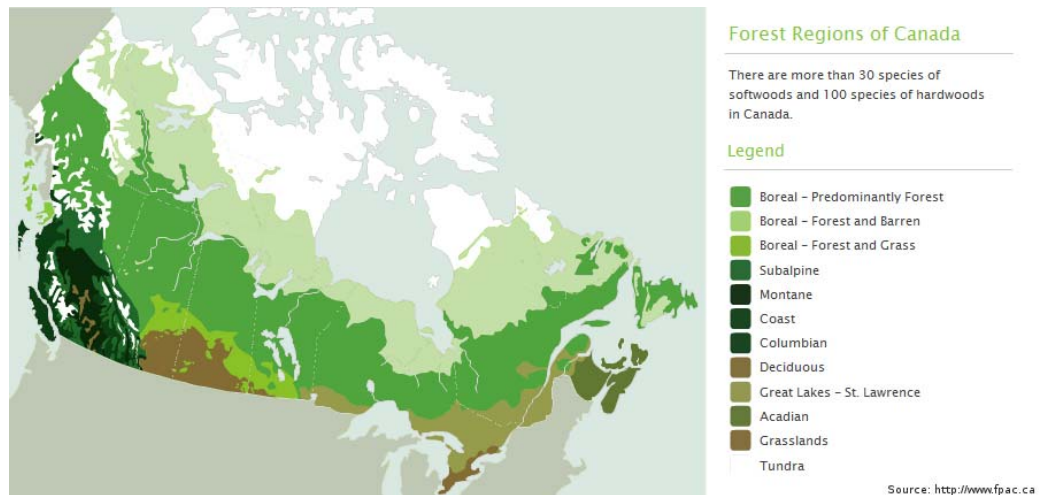 Forest Regions of Canada
There are more than 30 species of
softwoods and 100 species of hardwoods
in Canada.
Legend
Boreal – Predominantly Forest
Boreal – Forest and Barren
Boreal – Forest and Grass
Subalpine
Montane
Coast
Columbian
Deciduous
Great Lakes – St. Lawrence
Acadian
Grasslands
Tundra
Source: http://www.fpac.ca